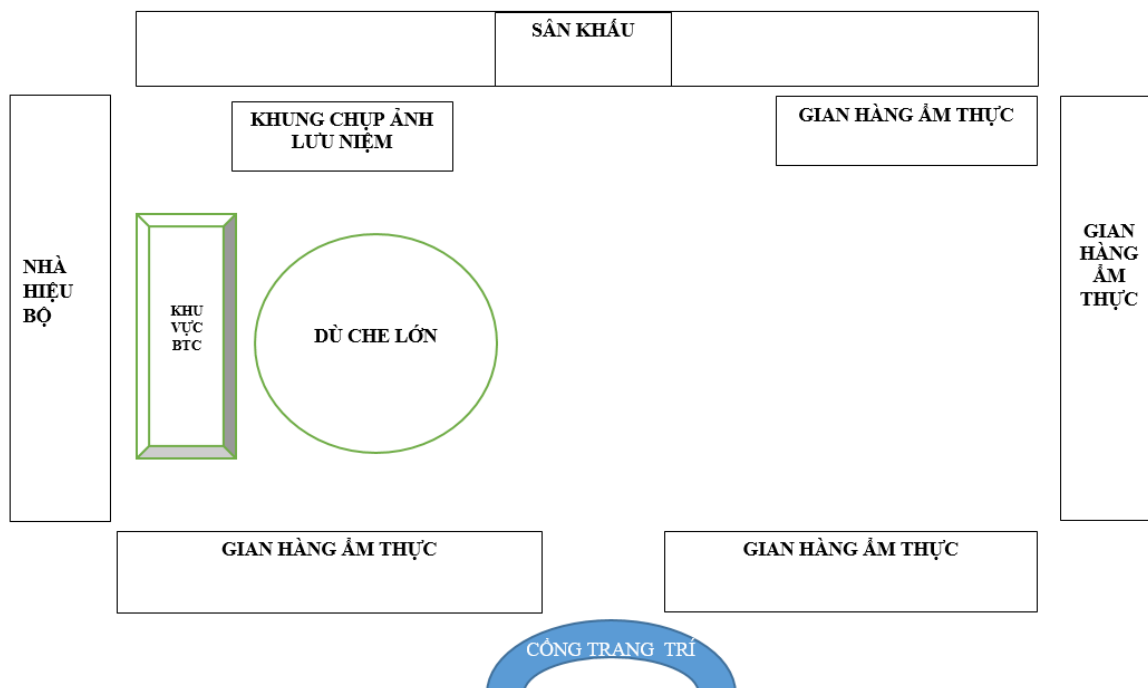 SÂN KHẤU
KHUNG CHỤP ẢNH
LƯU NIỆM
GIAN HÀNG ẨM THỰC
NHÀ
HIỆU
BỘ
KHU
VỰC
BTC
DÙ CHE LỚN
GIAN
HÀNG
ẨM
THỰC
GIAN HÀNG ẨM THỰC
GIAN HÀNG ẨM THỰC
CỔNG TRANG TRÍ